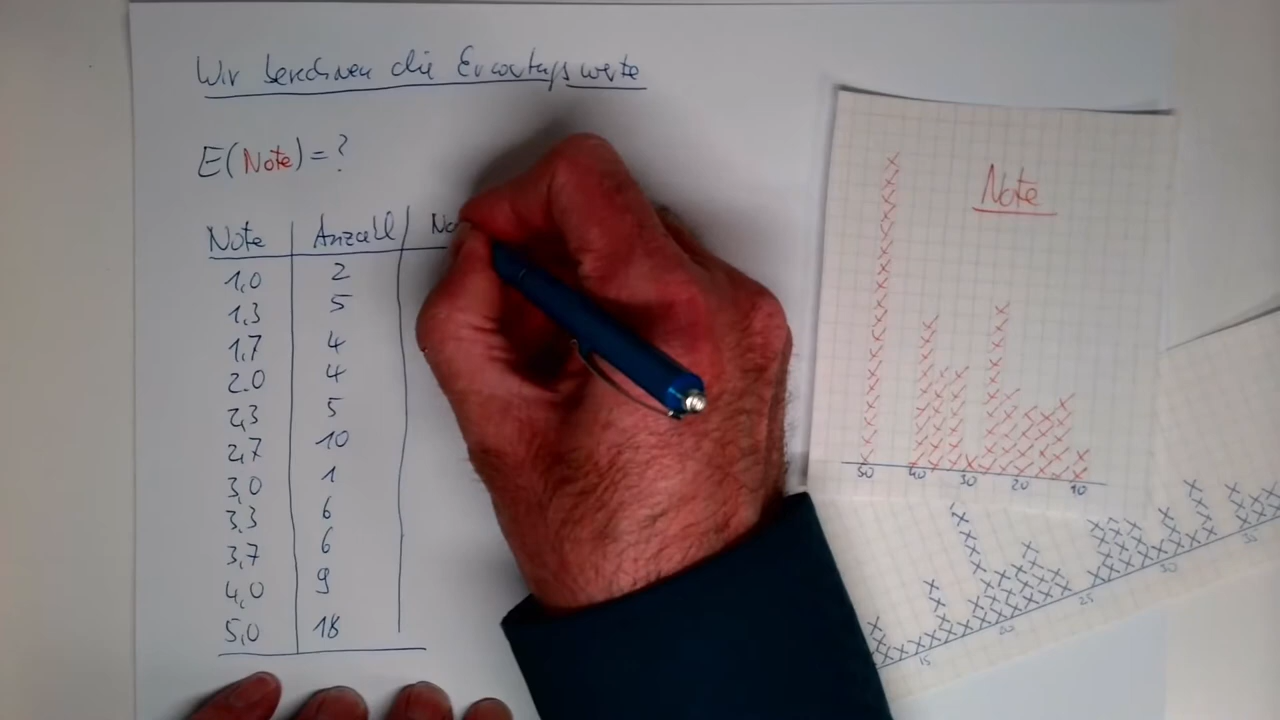 Wir berechnen die Erwartungswerte
E(Note)=?
Note Anzahl No
1,0 2
1,3 5
1,7 4
2.0 4
2,3 5
2,7 10
3,0 1
3,3 6
3,7 6
4,0 9
5,0 18
Note
50 40 30 20 10
15 20 25 30